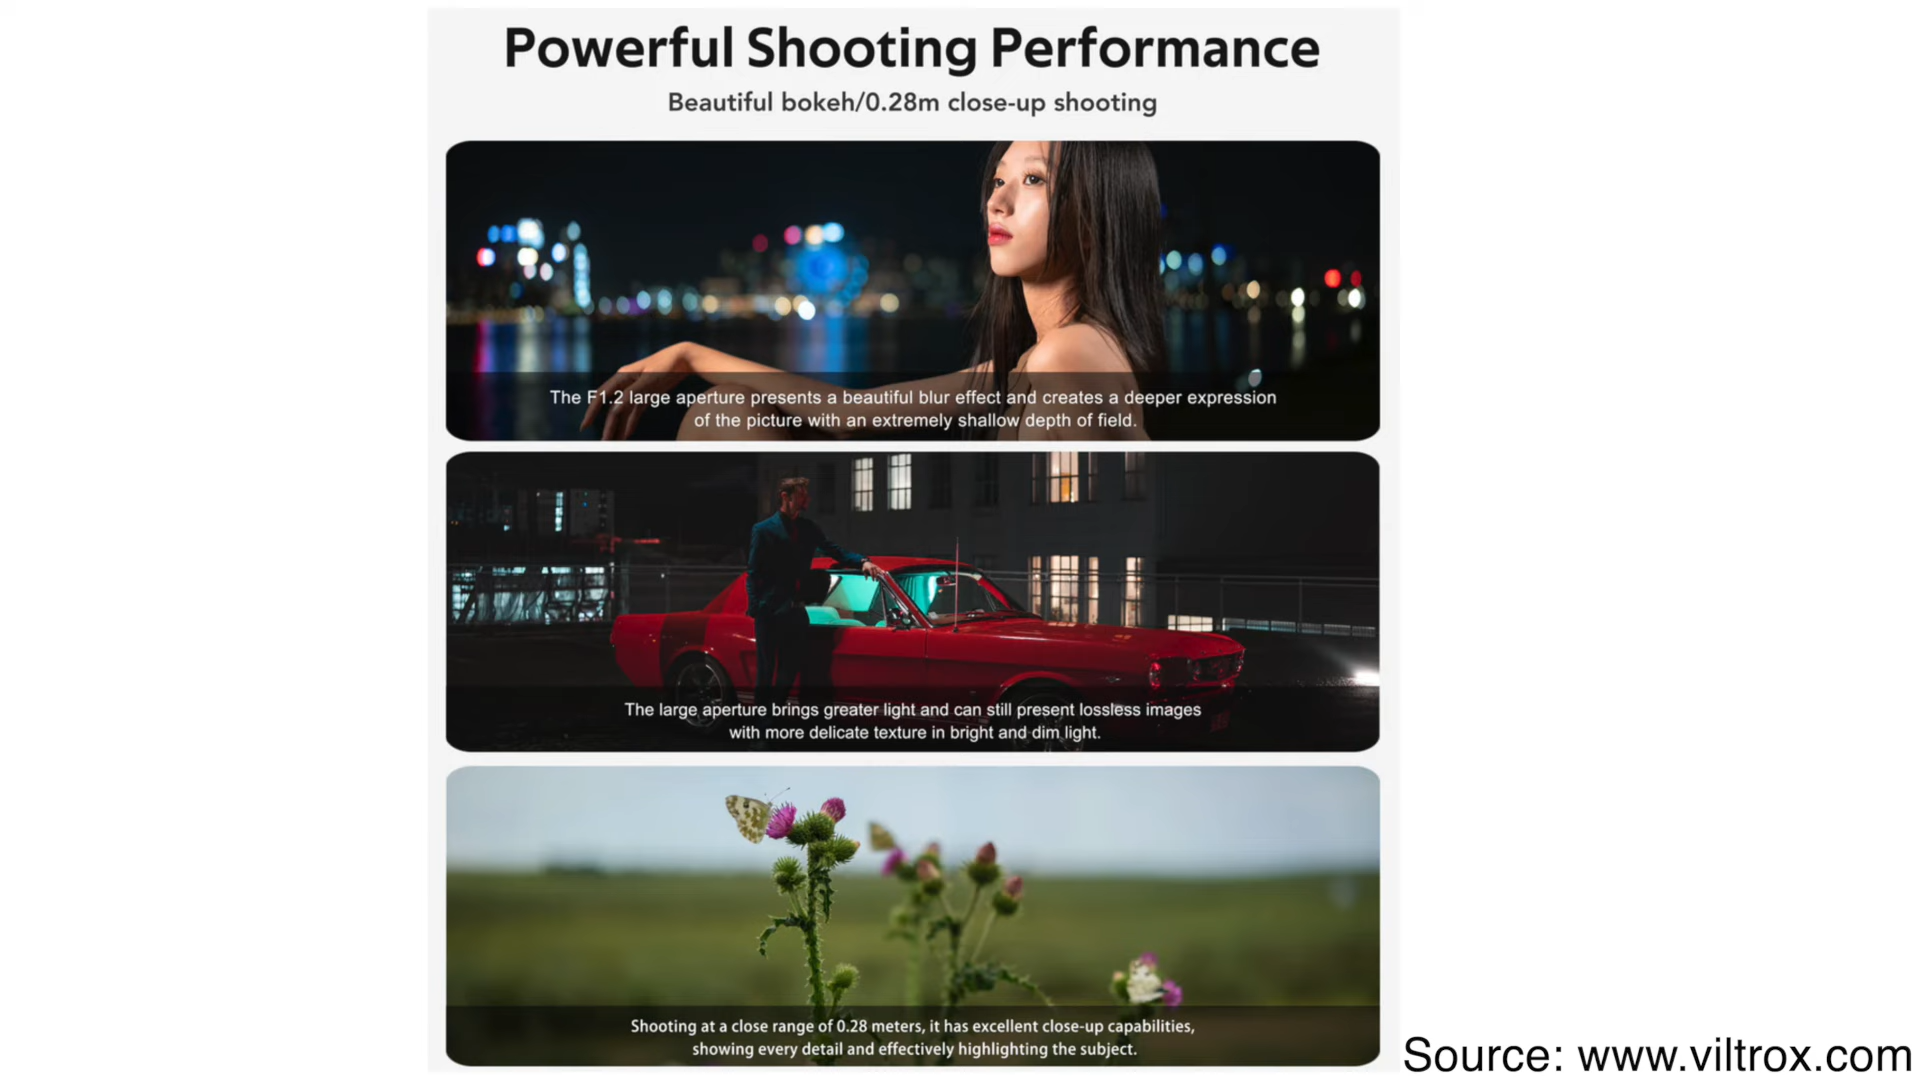 Powerful Shooting Performance
Beautiful bokeh/0.28m close-up shooting
The F1.2 large aperture presents a beautiful blur effect and creates a deeper expression
of the picture with an extremely shallow depth of field.
The large aperture brings greater light and can still present lossless images
with more delicate texture in bright and dim light.
Shooting at a close range of 0.28 meters, it has excellent close-up capabilities,
showing every detail and effectively highlighting the subject.
Source: www.viltrox.com